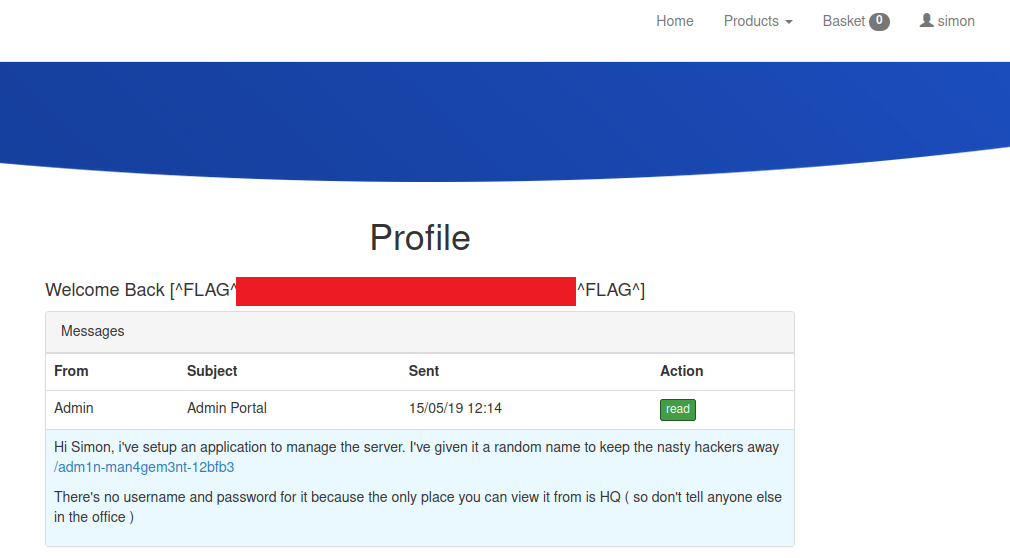 Home Products Basket 0 simon
Profile
Welcome Back [^FLAG^ ^FLAG^]
Messages
From Subject Sent Action
Admin Admin Portal 15/05/19 12:14 read
Hi Simon, i've setup an application to manage the server. I've given it a random name to keep the nasty hackers away
/adm1n-man4gem3nt-12bfb3
There's no username and password for it because the only place you can view it from is HQ ( so don't tell anyone else
in the office )